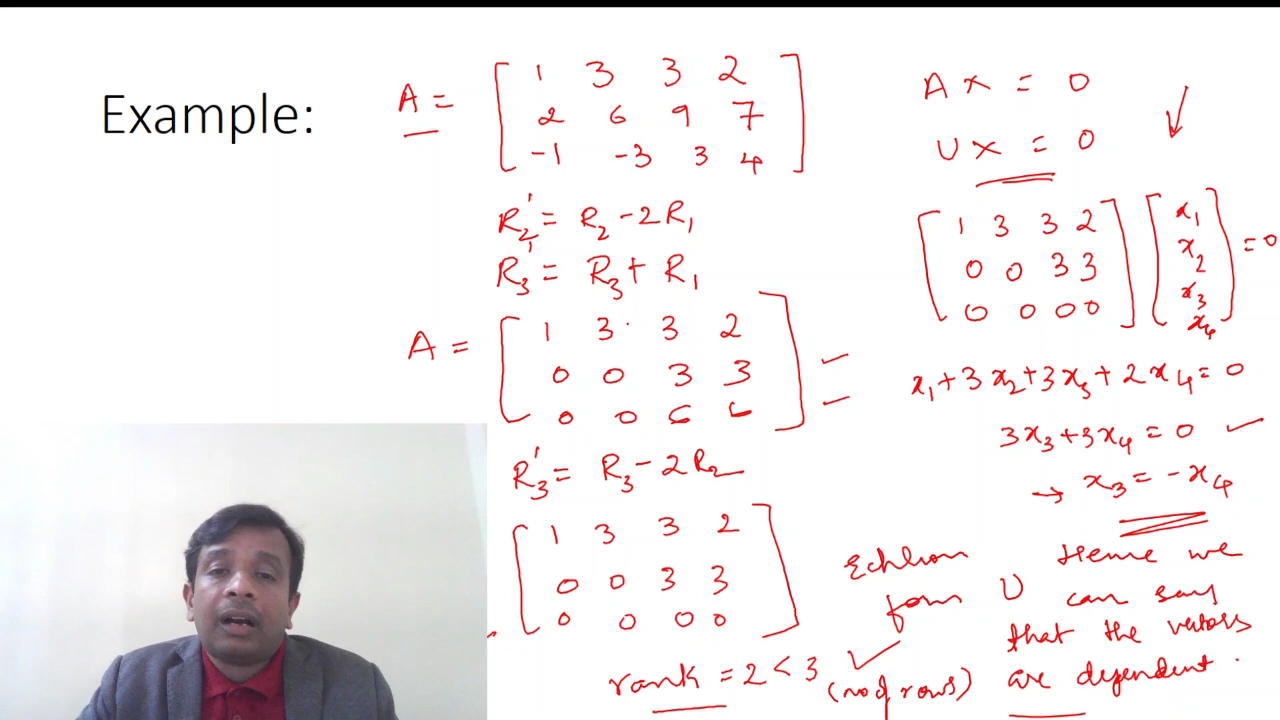 Example:
A = [ 1 3 3 2
2 6 9 7
-1 -3 3 4 ]
R₂' = R₂ - 2R₁
R₃' = R₃ + R₁
A = [ 1 3 3 2
0 0 3 3
0 0 6 6 ]
R₃' = R₃ - 2R₂
[ 1 3 3 2
0 0 3 3
0 0 0 0 ]
Echlon
form U
rank = 2 < 3 (no of rows)
AX = 0
UX = 0
[ 1 3 3 2
0 0 3 3
0 0 0 0 ] [ x₁
x₂
x₃
x₄ ] = 0
x₁ + 3x₂ + 3x₃ + 2x₄ = 0
3x₃ + 3x₄ = 0
→ x₃ = -x₄
Hence we
can say
that the vectors
are dependent.